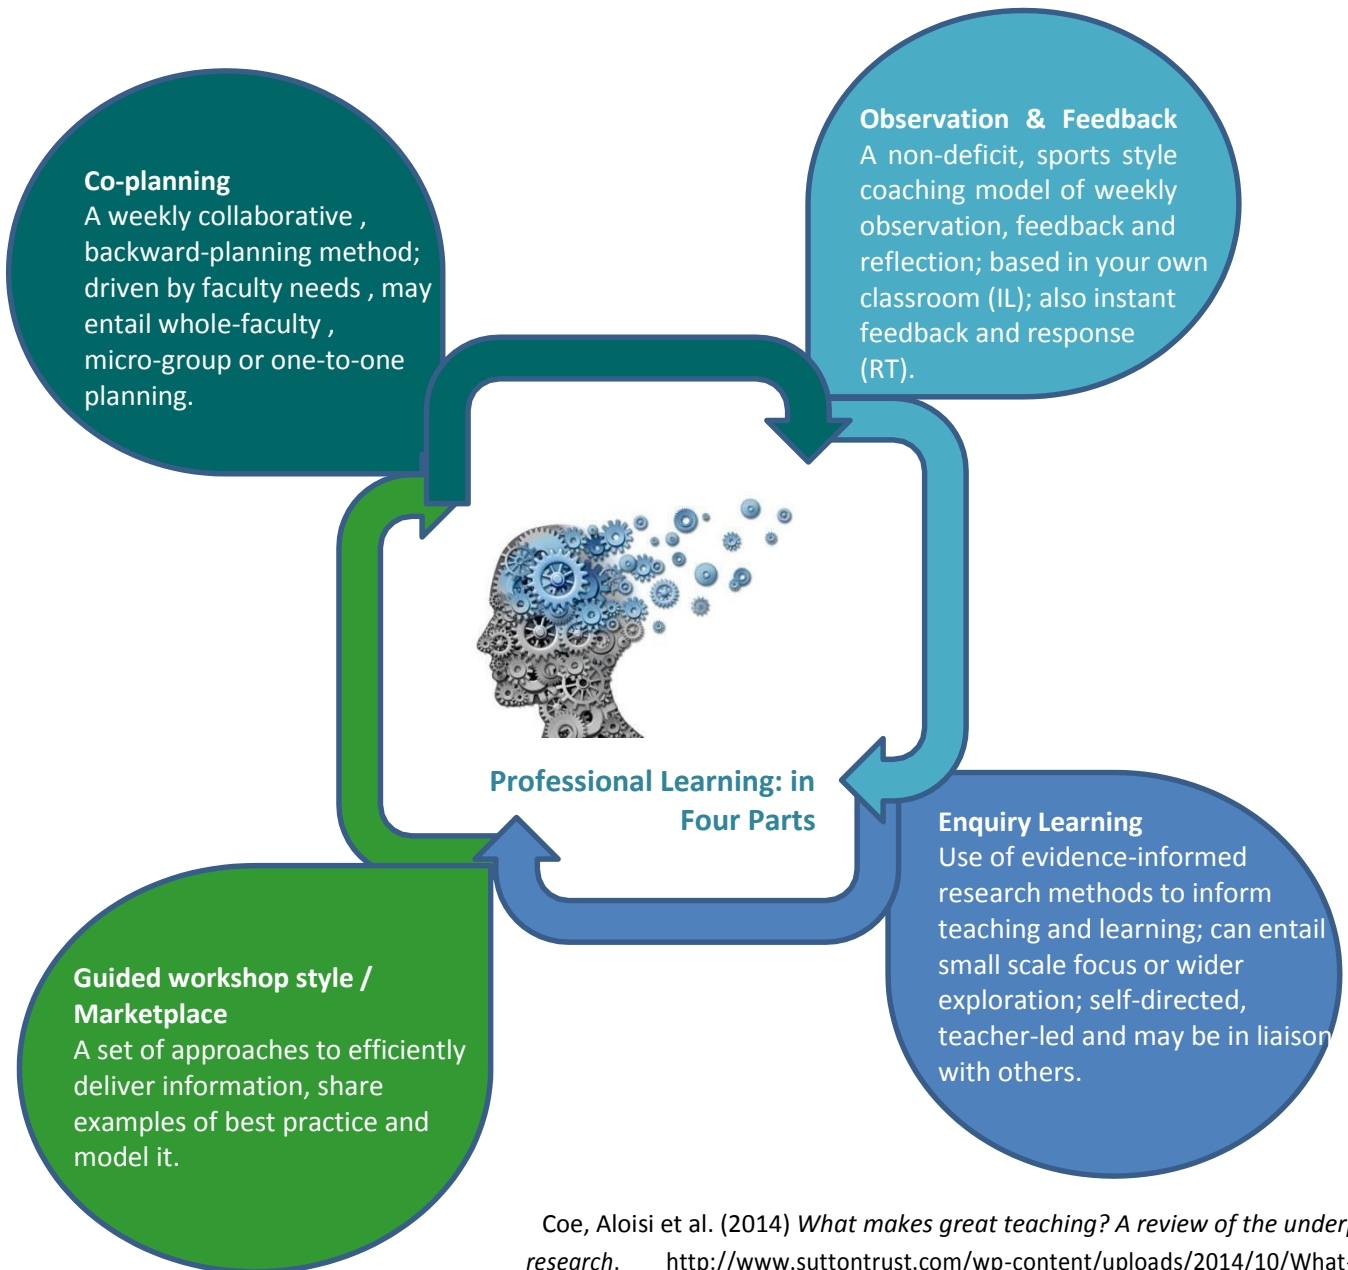 Co-planning
A weekly collaborative ,
backward-planning method;
driven by faculty needs , may
entail whole-faculty ,
micro-group or one-to-one
planning.
Observation & Feedback
A non-deficit, sports style
coaching model of weekly
observation, feedback and
reflection; based in your own
classroom (IL); also instant
feedback and response
(RT).
Professional Learning: in
Four Parts
Enquiry Learning
Use of evidence-informed
research methods to inform
teaching and learning; can entail
small scale focus or wider
exploration; self-directed,
teacher-led and may be in liaison
with others.
Guided workshop style /
Marketplace
A set of approaches to efficiently
deliver information, share
examples of best practice and
model it.
Coe, Aloisi et al. (2014) What makes great teaching? A review of the
research. http://www.suttontrust.com/wp-content/uploads/2014/10/What-